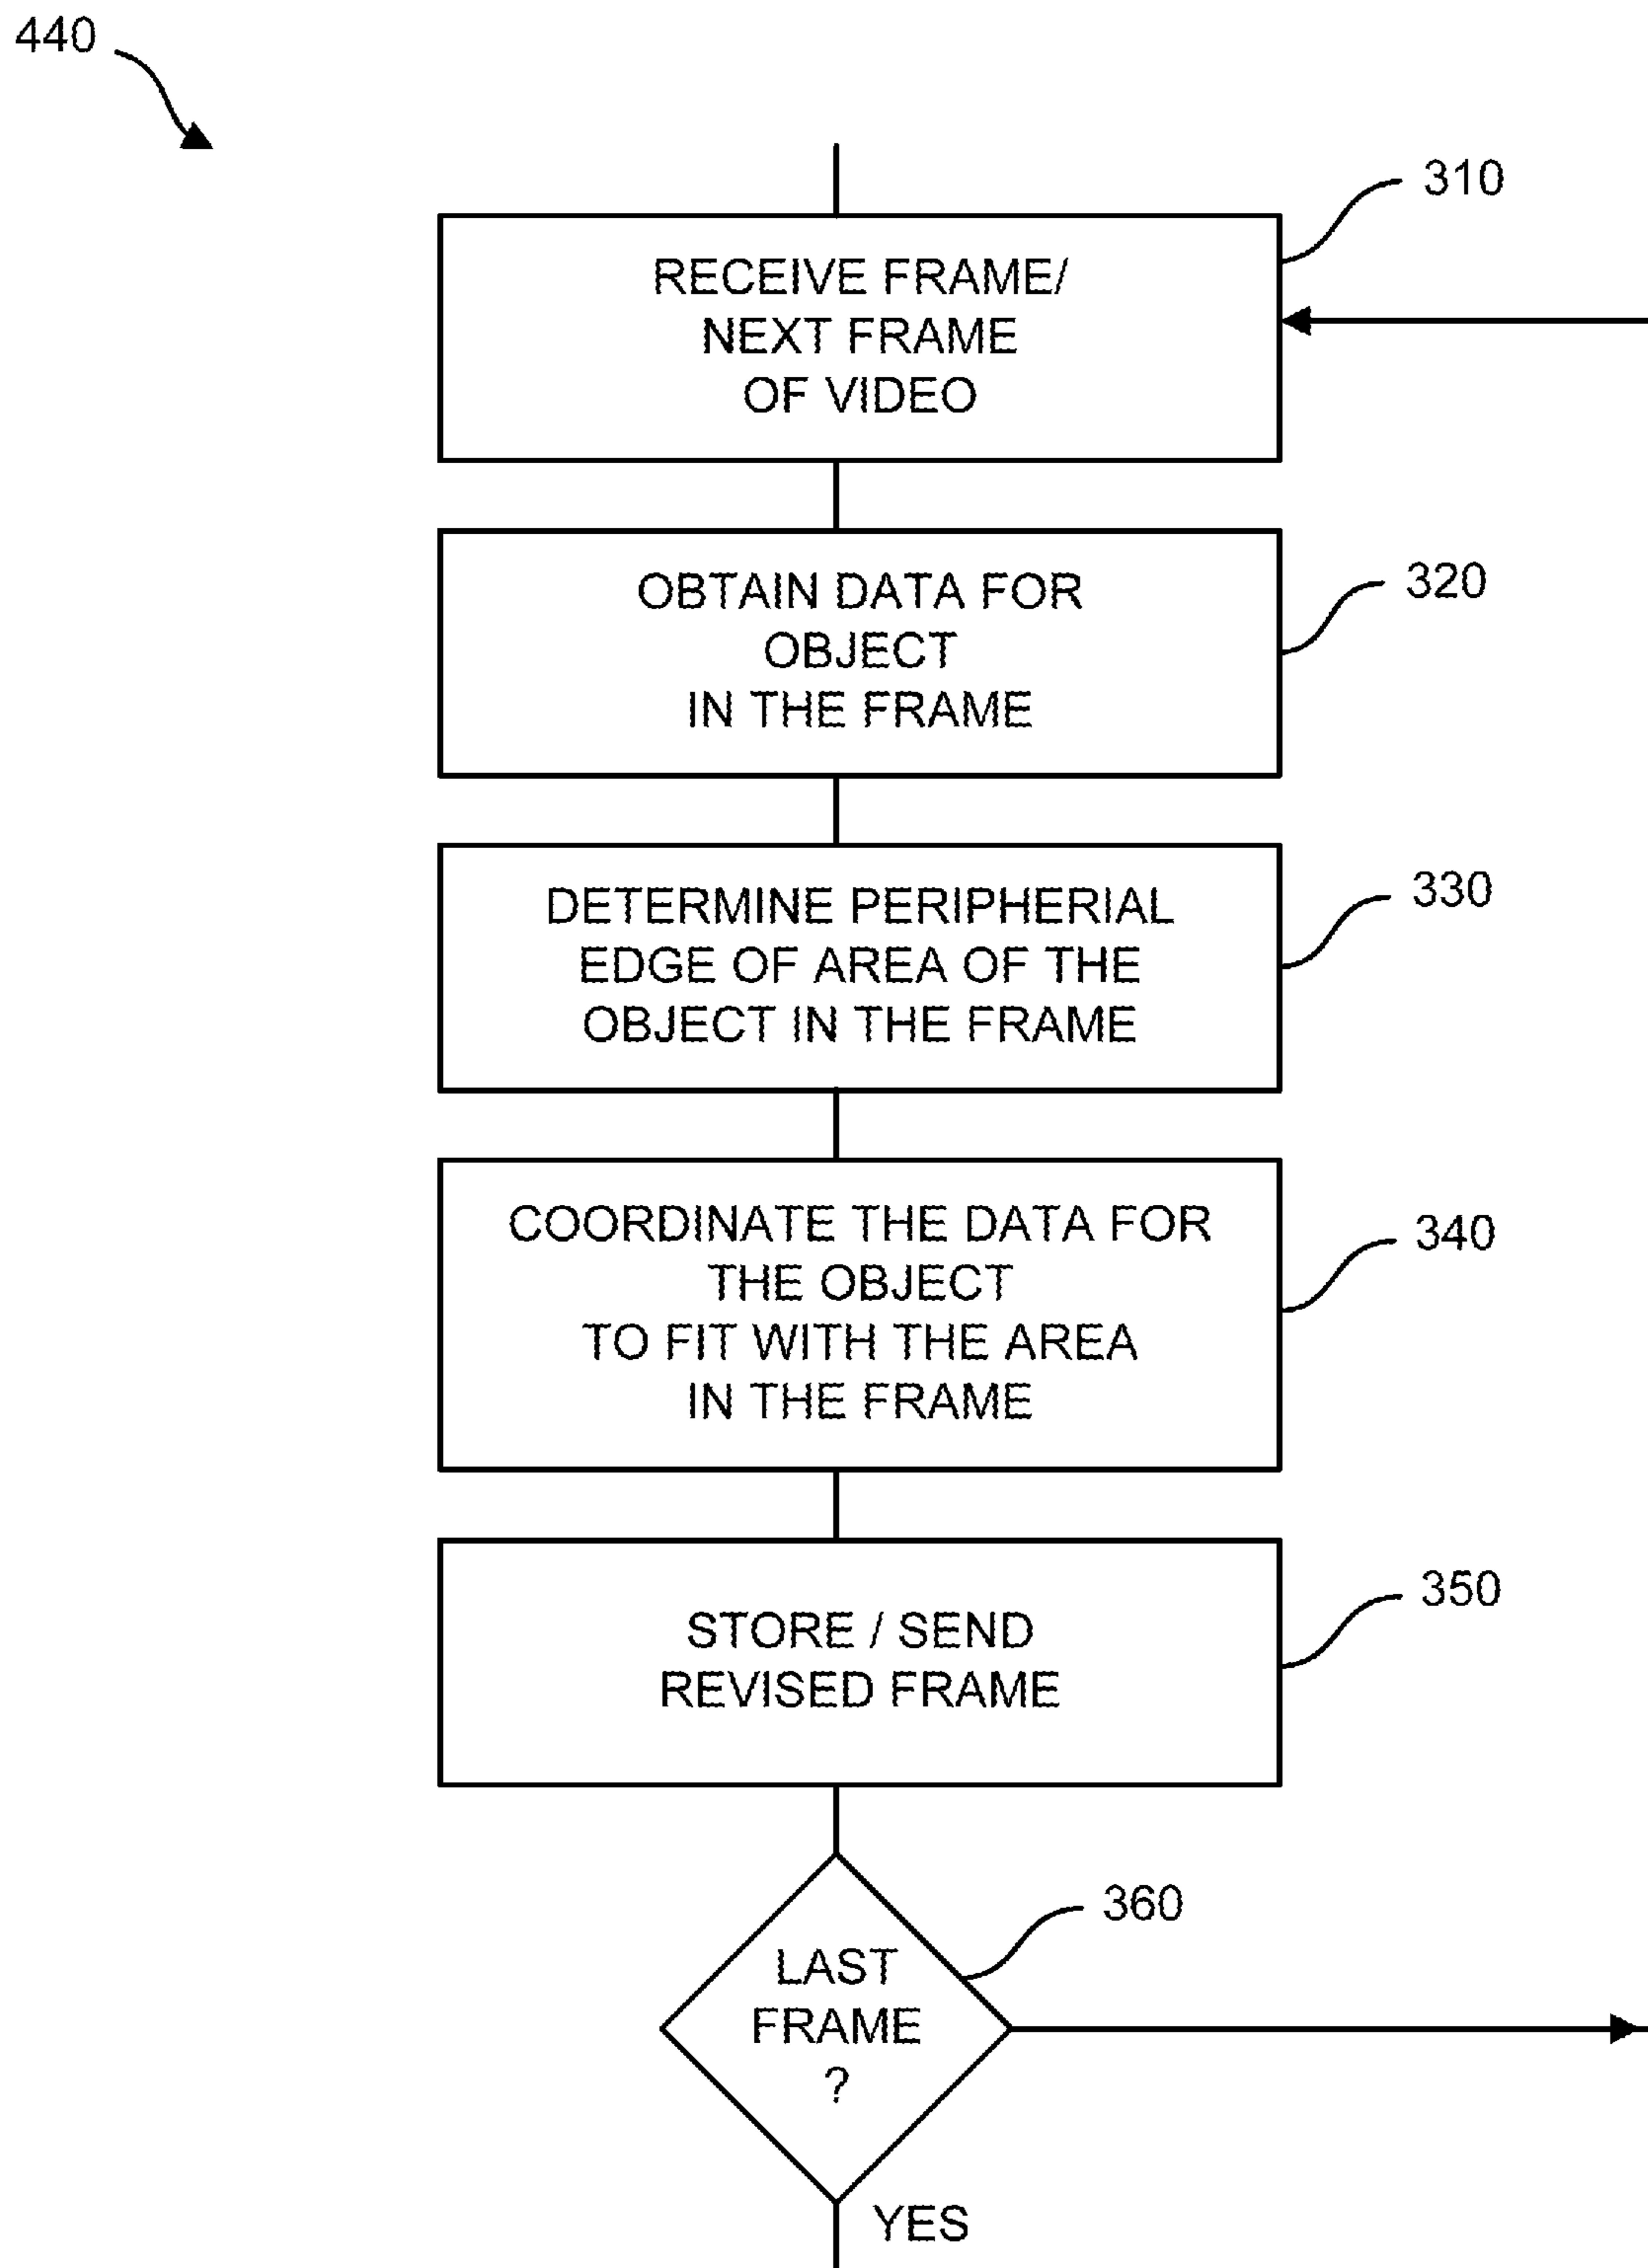 440
310
RECEIVE FRAME/
NEXT FRAME
OF VIDEO
320
OBTAIN DATA FOR
OBJECT
IN THE FRAME
330
DETERMINE PERIPHERIAL
EDGE OF AREA OF THE
OBJECT IN THE FRAME
340
COORDINATE THE DATA FOR
THE OBJECT
TO FIT WITH THE AREA
IN THE FRAME
350
STORE / SEND
REVISED FRAME
360
LAST
FRAME
?
YES